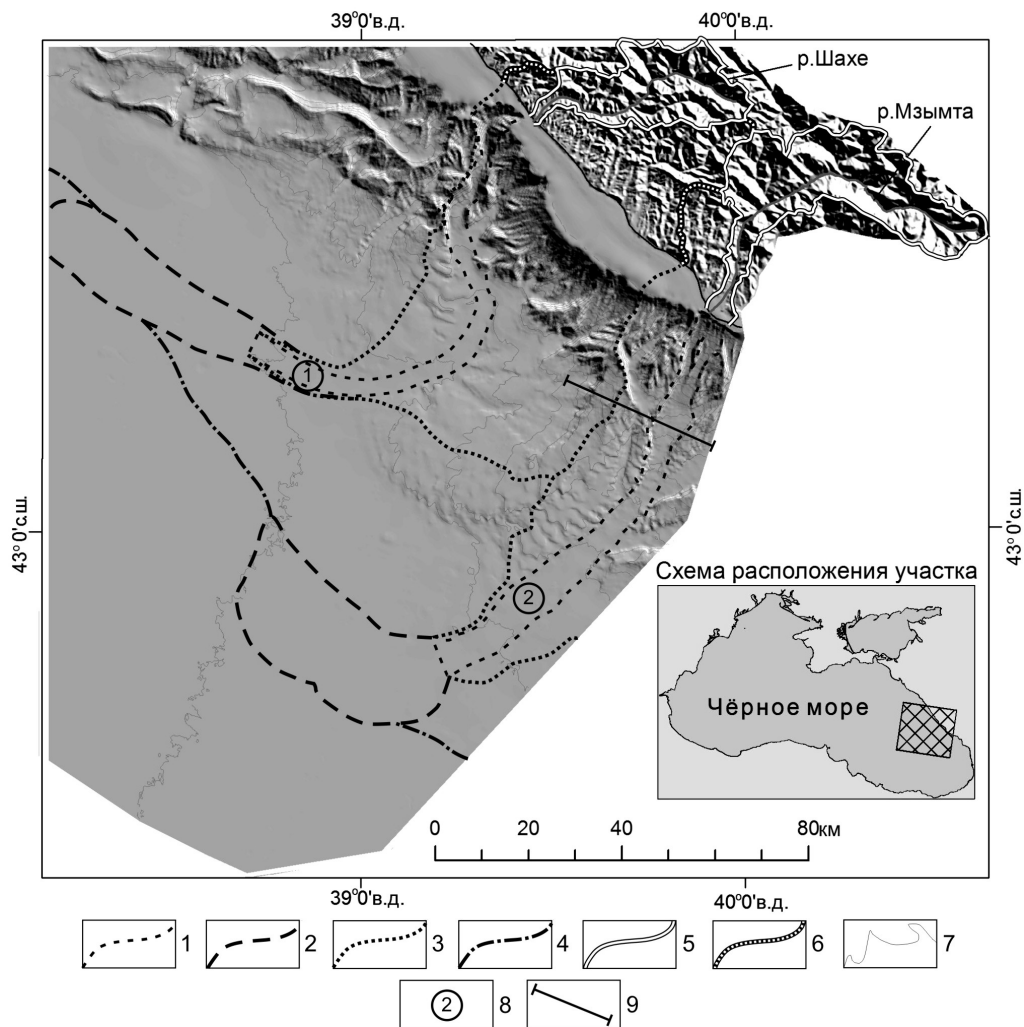 39°0'в.д.
40°0'в.д.
р.Шахе
р.Мзымта
1
43°0'с.ш.
43°0'с.ш.
2
Схема расположения участка
Чёрное море
0 20 40 80км
39°0'в.д.
40°0'в.д.
1
2
3
4
5
6
7
2
8
9